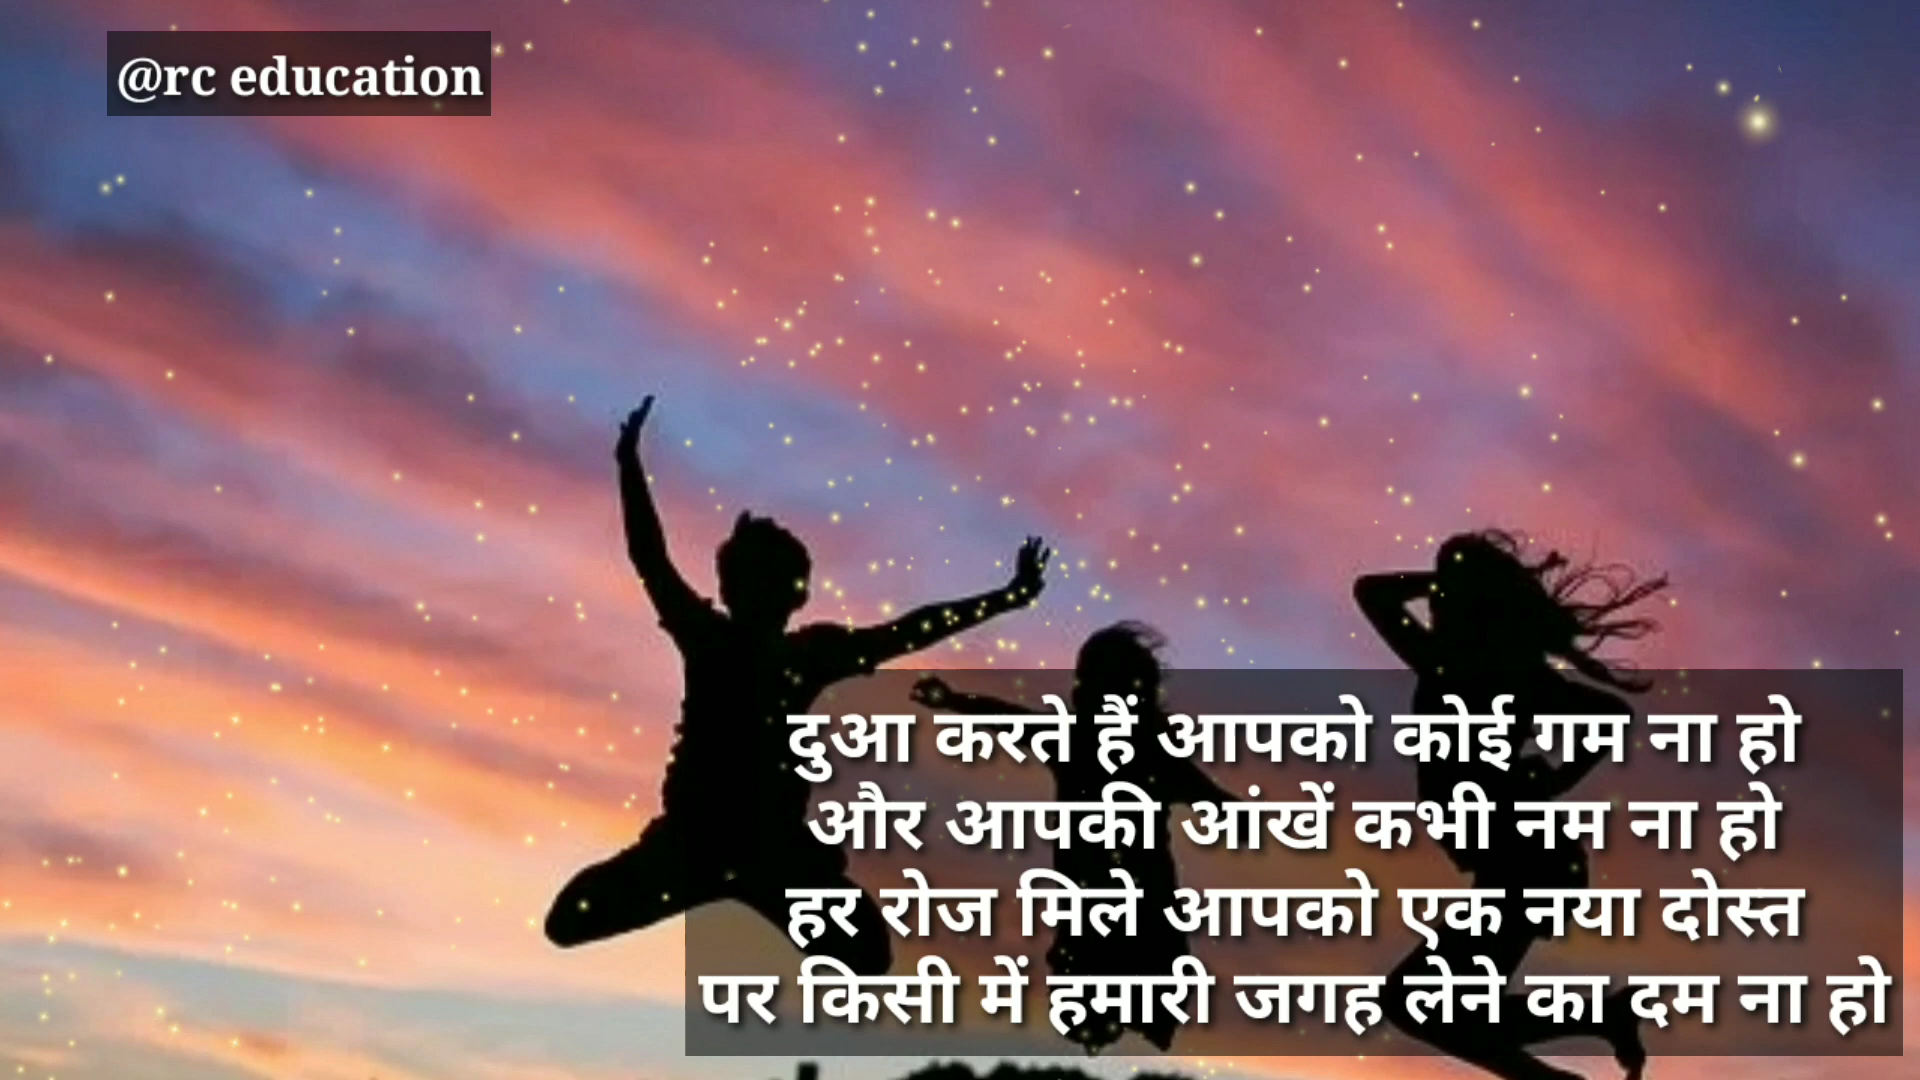 @rc education
दुआ करते हैं आपको कोई गम ना हो
और आपकी आंखें कभी नम ना हो
हर रोज मिले आपको एक नया दोस्त
पर किसी में हमारी जगह लेने का दम ना हो